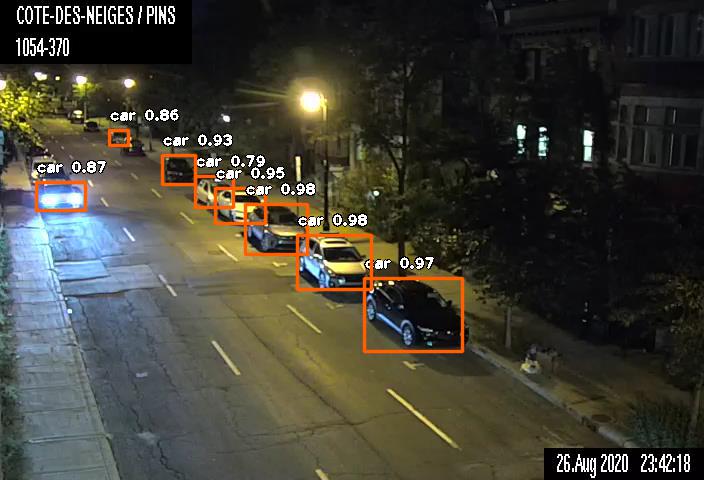 COTE-DES-NEIGES / PINS
1054-370
car 0.86
car 0.93
car 0.79
car 0.87
car 0.95
car 0.98
car 0.98
car 0.97
26.Aug 2020 23:42:18